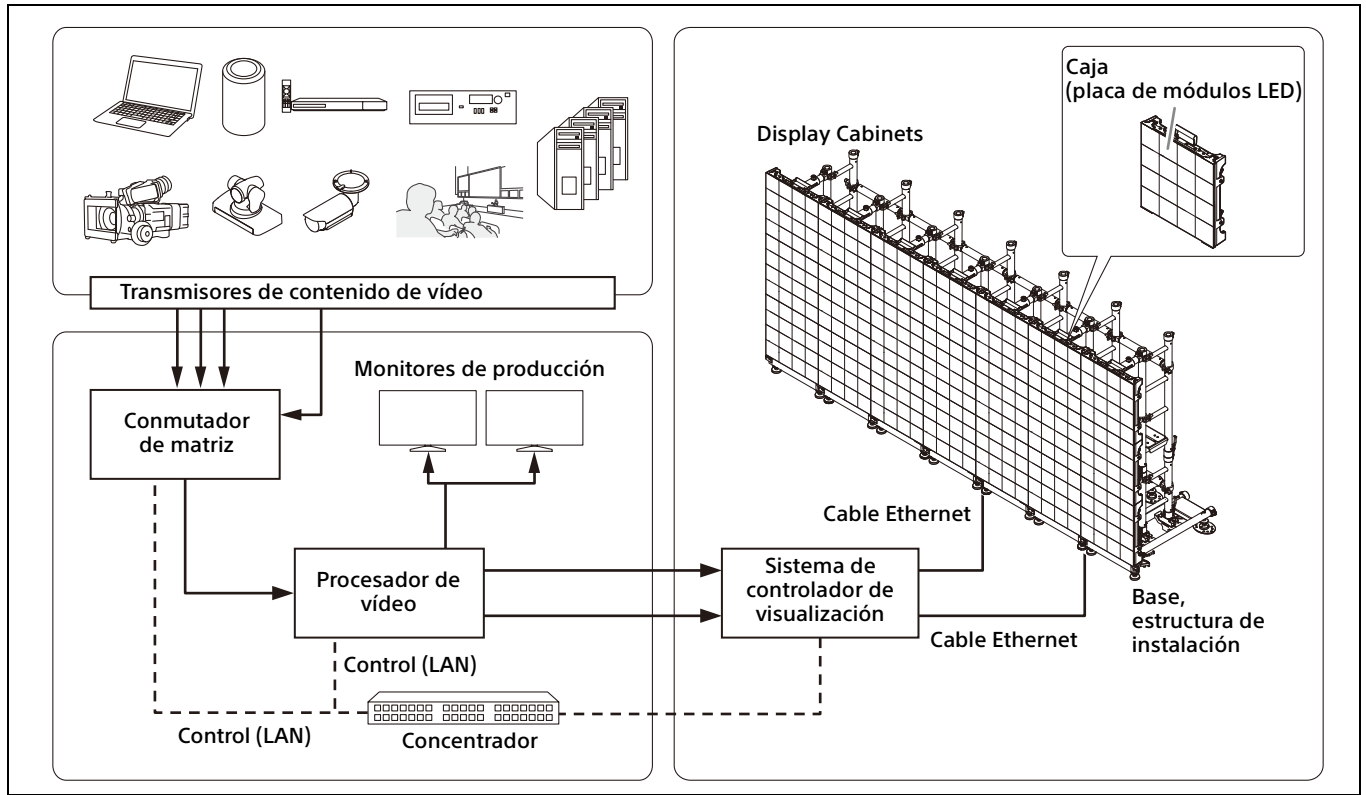 Caja
(placa de módulos LED)
Display Cabinets
Transmisores de contenido de vídeo
Monitores de producción
Conmutador
de matriz
Cable Ethernet
Procesador de
vídeo
Sistema de
controlador de
visualización
Base,
estructura de
instalación
Cable Ethernet
Control (LAN)
Control (LAN)
Concentrador